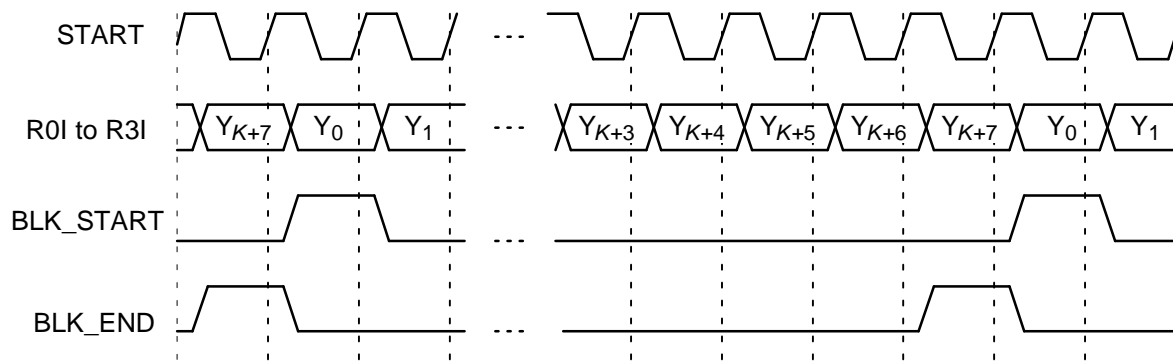 START
R0I to R3I
Y_{K+7} Y_0 Y_1 Y_{K+3} Y_{K+4} Y_{K+5} Y_{K+6} Y_{K+7} Y_0 Y_1
BLK_START
BLK_END